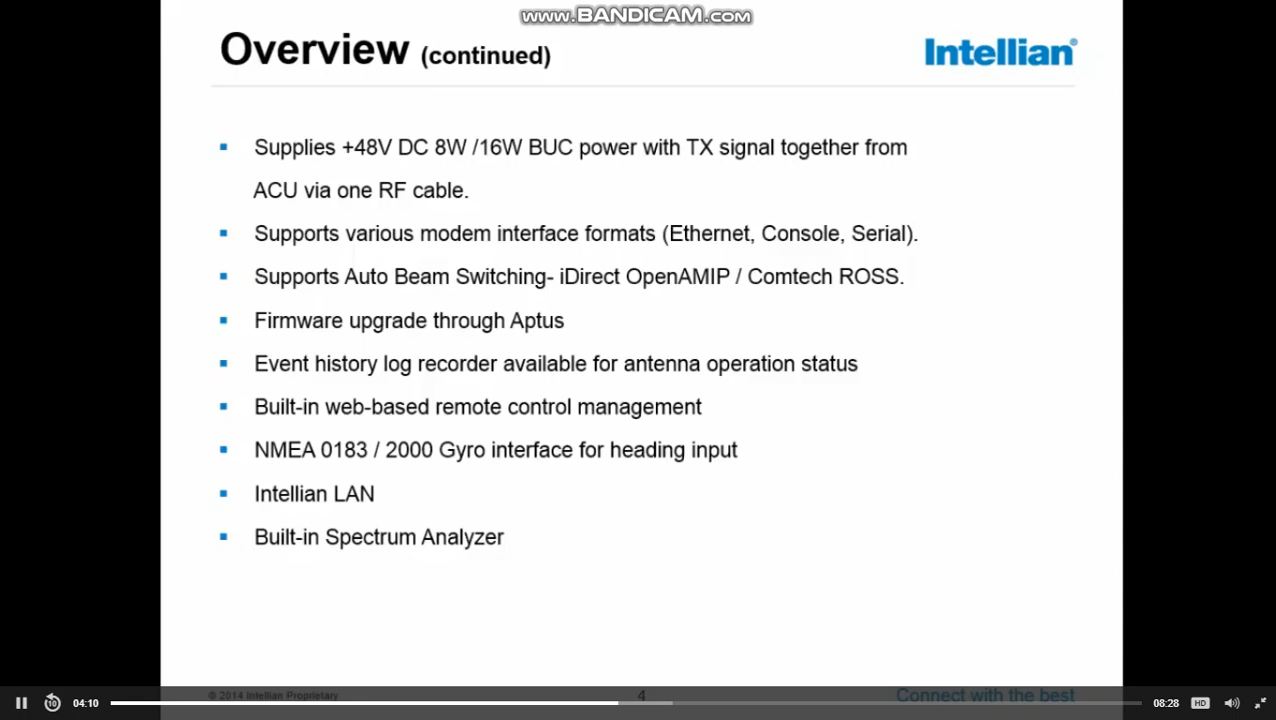 www.BANDICAM.com
Overview (continued)
Intellian®
▪ Supplies +48V DC 8W /16W BUC power with TX signal together from
ACU via one RF cable.
▪ Supports various modem interface formats (Ethernet, Console, Serial).
▪ Supports Auto Beam Switching- iDirect OpenAMIP / Comtech ROSS.
▪ Firmware upgrade through Aptus
▪ Event history log recorder available for antenna operation status
▪ Built-in web-based remote control management
▪ NMEA 0183 / 2000 Gyro interface for heading input
▪ Intellian LAN
▪ Built-in Spectrum Analyzer
© 2014 Intellian Proprietary
4
Connect with the best
10
04:10
08:28
HD